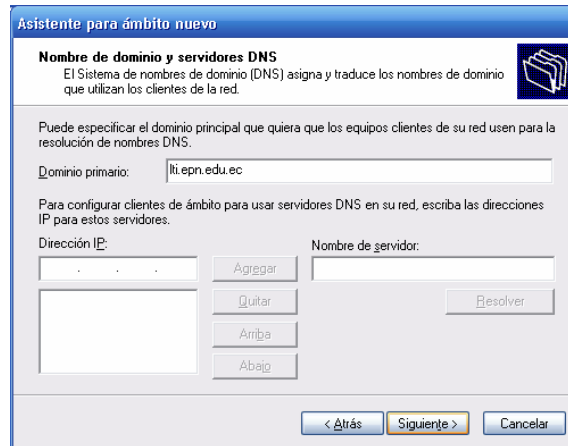 Asistente para ámbito nuevo
Nombre de dominio y servidores DNS
El Sistema de nombres de dominio (DNS) asigna y traduce los nombres de dominio
que utilizan los clientes de la red.
Puede especificar el dominio principal que quiera que los equipos clientes de su red usen para la
resolución de nombres DNS.
Dominio primario: lti.epn.edu.ec
Para configurar clientes de ámbito para usar servidores DNS en su red, escriba las direcciones
IP para estos servidores.
Dirección IP: Nombre de servidor:
. . . Agregar
Quitar Resolver
Arriba
Abajo
< Atrás Siguiente > Cancelar